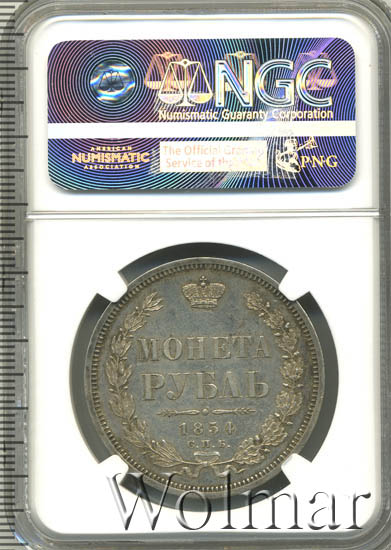 NGC
Numismatic Guaranty Corporation
AMERICAN
NUMISMATIC
ASSOCIATION
The Official Grading
Service of the
PNG
МОНЕТА
РУБЛЬ
1854
С.П.Б.
Wolmar